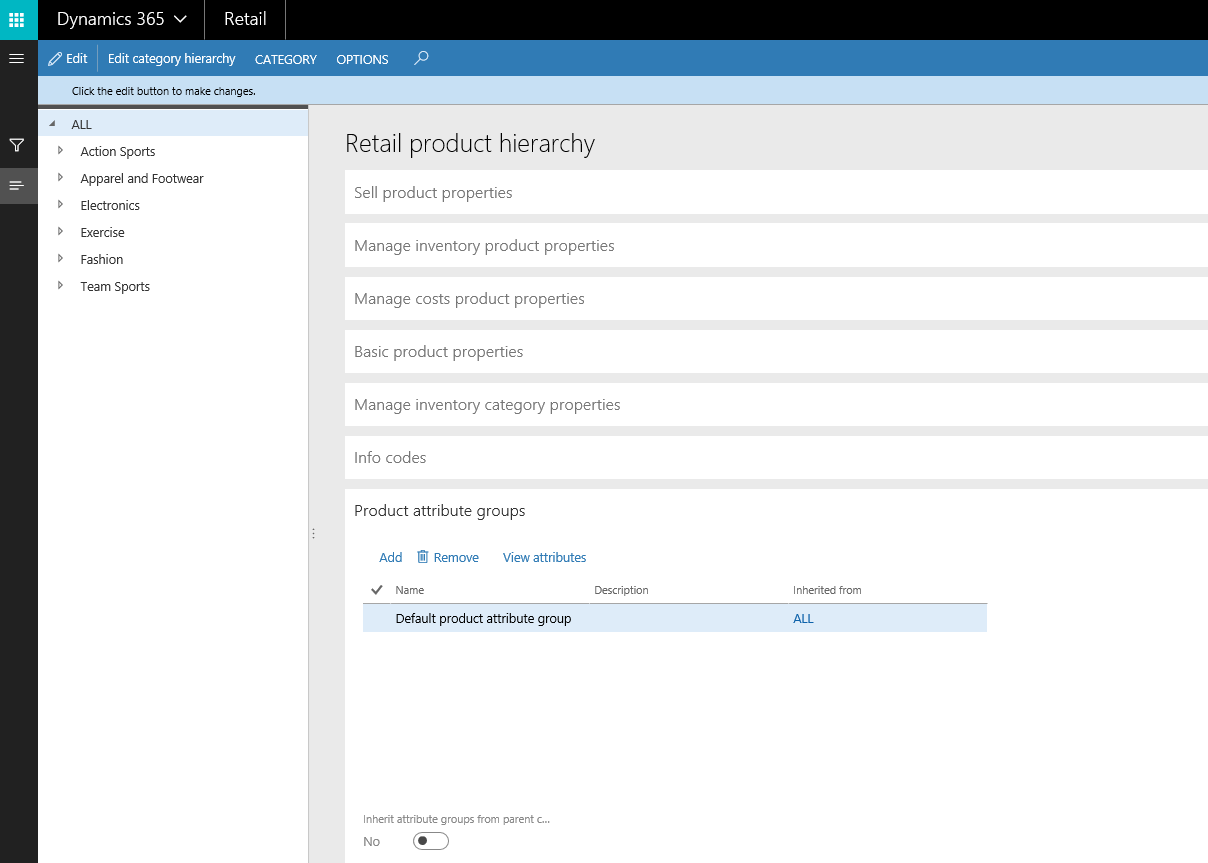 Dynamics 365 Retail
Edit Edit category hierarchy CATEGORY OPTIONS
Click the edit button to make changes.
ALL
Action Sports
Apparel and Footwear
Electronics
Exercise
Fashion
Team Sports
Retail product hierarchy
Sell product properties
Manage inventory product properties
Manage costs product properties
Basic product properties
Manage inventory category properties
Info codes
Product attribute groups
Add Remove View attributes
Name Description Inherited from
Default product attribute group ALL
Inherit attribute groups from parent c...
No